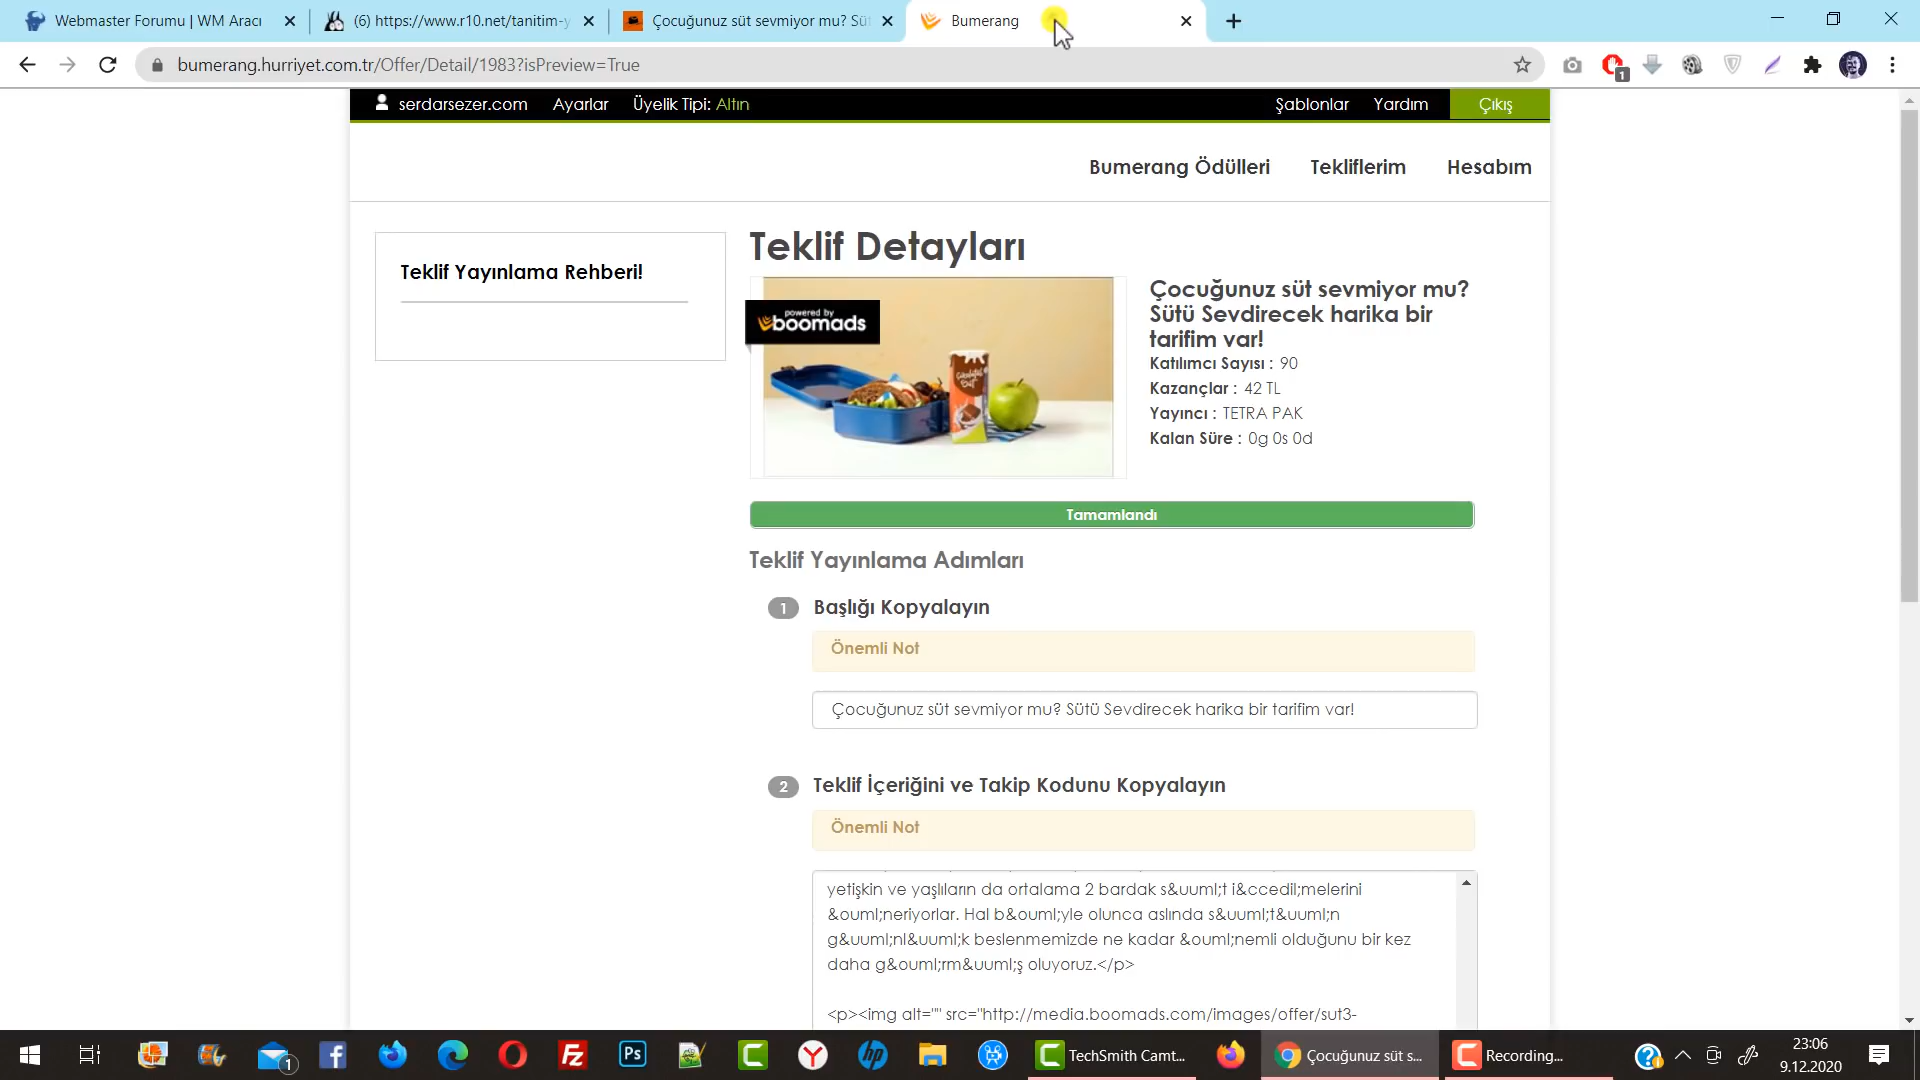 Webmaster Forumu | WM Aracı
(6) https://www.r10.net/tanitim-y
Çocuğunuz süt sevmiyor mu? Süt
Bumerang
bumerang.hurriyet.com.tr/Offer/Detail/1983?isPreview=True
1
serdarsezer.com Ayarlar Üyelik Tipi: Altın Şablonlar Yardım Çıkış
Bumerang Ödülleri Tekliflerim Hesabım
Teklif Yayınlama Rehberi!
Teklif Detayları
powered by
boomads
Çocuğunuz süt sevmiyor mu?
Sütü Sevdirecek harika bir
tarifim var!
Katılımcı Sayısı : 90
Kazançlar : 42 TL
Yayıncı : TETRA PAK
Kalan Süre : 0g 0s 0d
Tamamlandı
Teklif Yayınlama Adımları
1 Başlığı Kopyalayın
Önemli Not
Çocuğunuz süt sevmiyor mu? Sütü Sevdirecek harika bir tarifim var!
2 Teklif İçeriğini ve Takip Kodunu Kopyalayın
Önemli Not
yetişkin ve yaşlıların da ortalama 2 bardak s&uuml;t i&ccedil;melerini
&ouml;neriyorlar. Hal b&ouml;yle olunca aslında s&uuml;t&uuml;n
g&uuml;nl&uuml;k beslenmemizde ne kadar &ouml;nemli olduğunu bir kez
daha g&ouml;rm&uuml;ş oluyoruz.</p>
<p><img alt="" src="http://media.boomads.com/images/offer/sut3-
1
TechSmith Camt...
Çocuğunuz süt s...
Recording...
23:06
9.12.2020